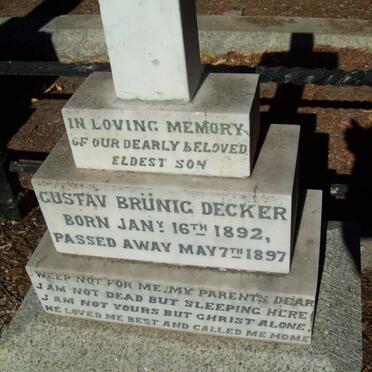 IN LOVING MEMORY
OF OUR DEARLY BELOVED
ELDEST SON
GUSTAV BRÜNIG DECKER
BORN JANY. 16TH 1892,
PASSED AWAY MAY 7TH 1897
WEEP NOT FOR ME, MY PARENTS DEAR
I AM NOT DEAD BUT SLEEPING HERE
I AM NOT YOURS BUT CHRIST ALONE,
HE LOVED ME BEST AND CALLED ME HOME